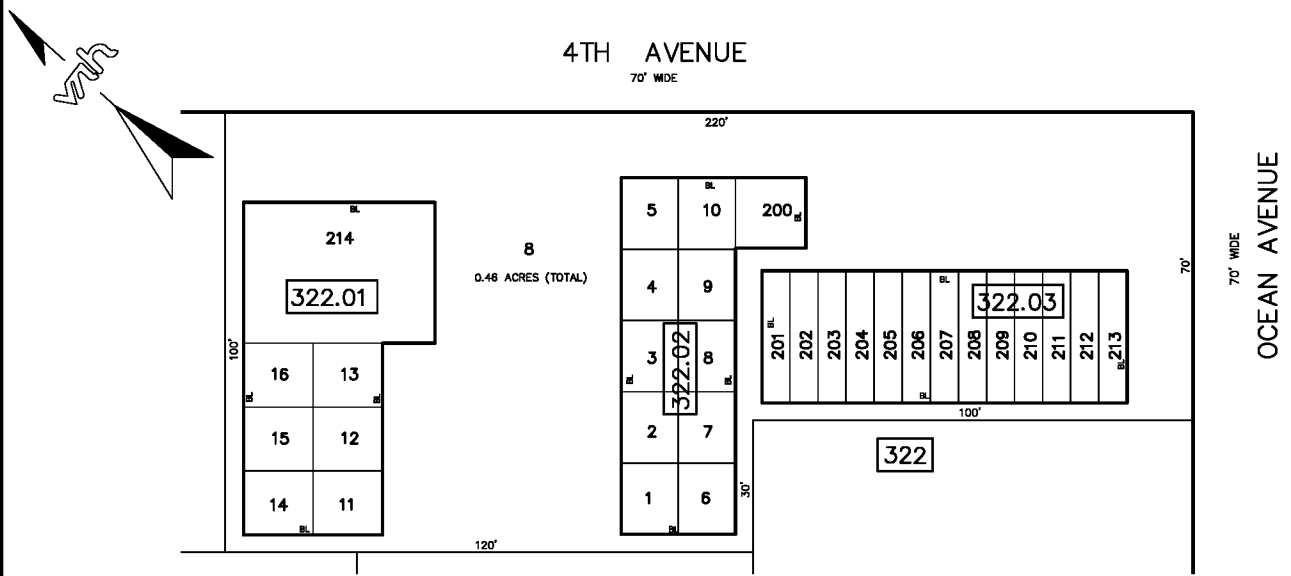 4TH AVENUE
70' WIDE
220'
OCEAN AVENUE
70' WIDE
70'
BL
214
322.01
100'
16 13
BL BL
15 12
14 11
BL
8
0.46 ACRES (TOTAL)
BL
5 10 200
BL
4 9
3 8
322.02
BL BL
2 7
1 6
BL
30'
120'
BL
322.03
BL
201 202 203 204 205 206 207 208 209 210 211 212 213
BL
BL
100'
322